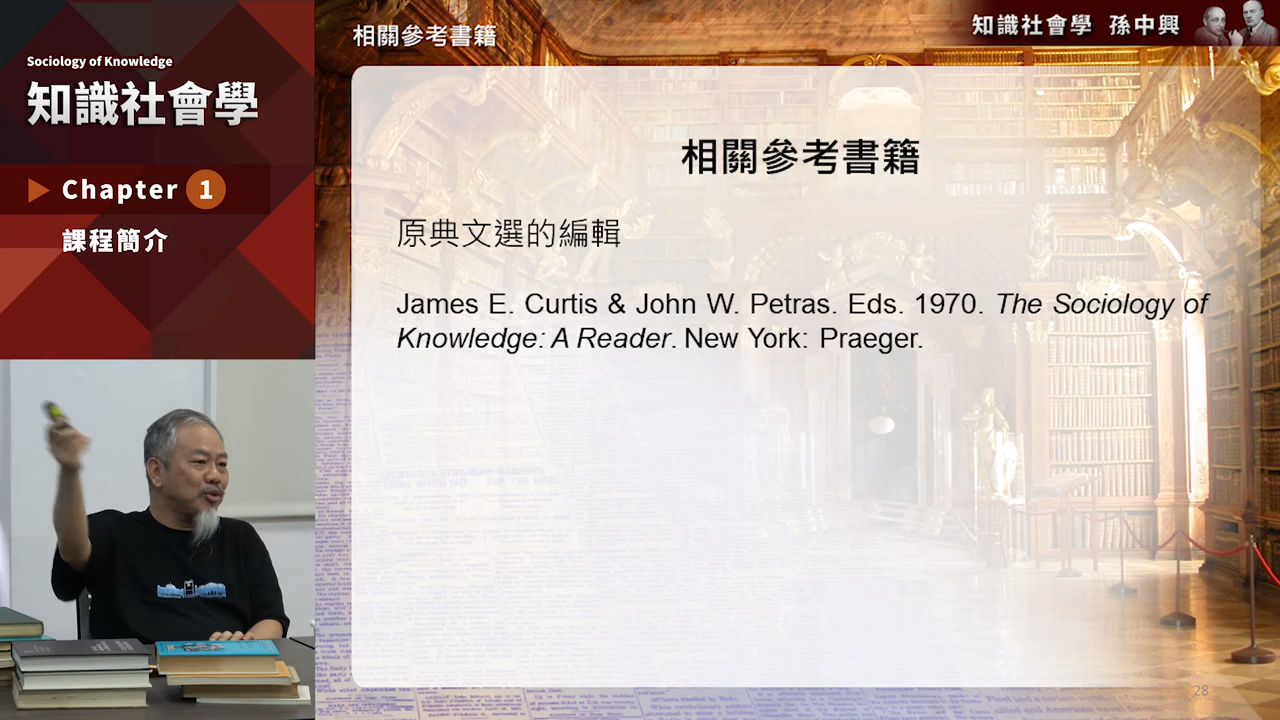 Sociology of Knowledge
知識社會學
Chapter 1
課程簡介
相關參考書籍
知識社會學 孫中興
相關參考書籍
原典文選的編輯
James E. Curtis & John W. Petras. Eds. 1970. The Sociology of
Knowledge: A Reader. New York: Praeger.
28